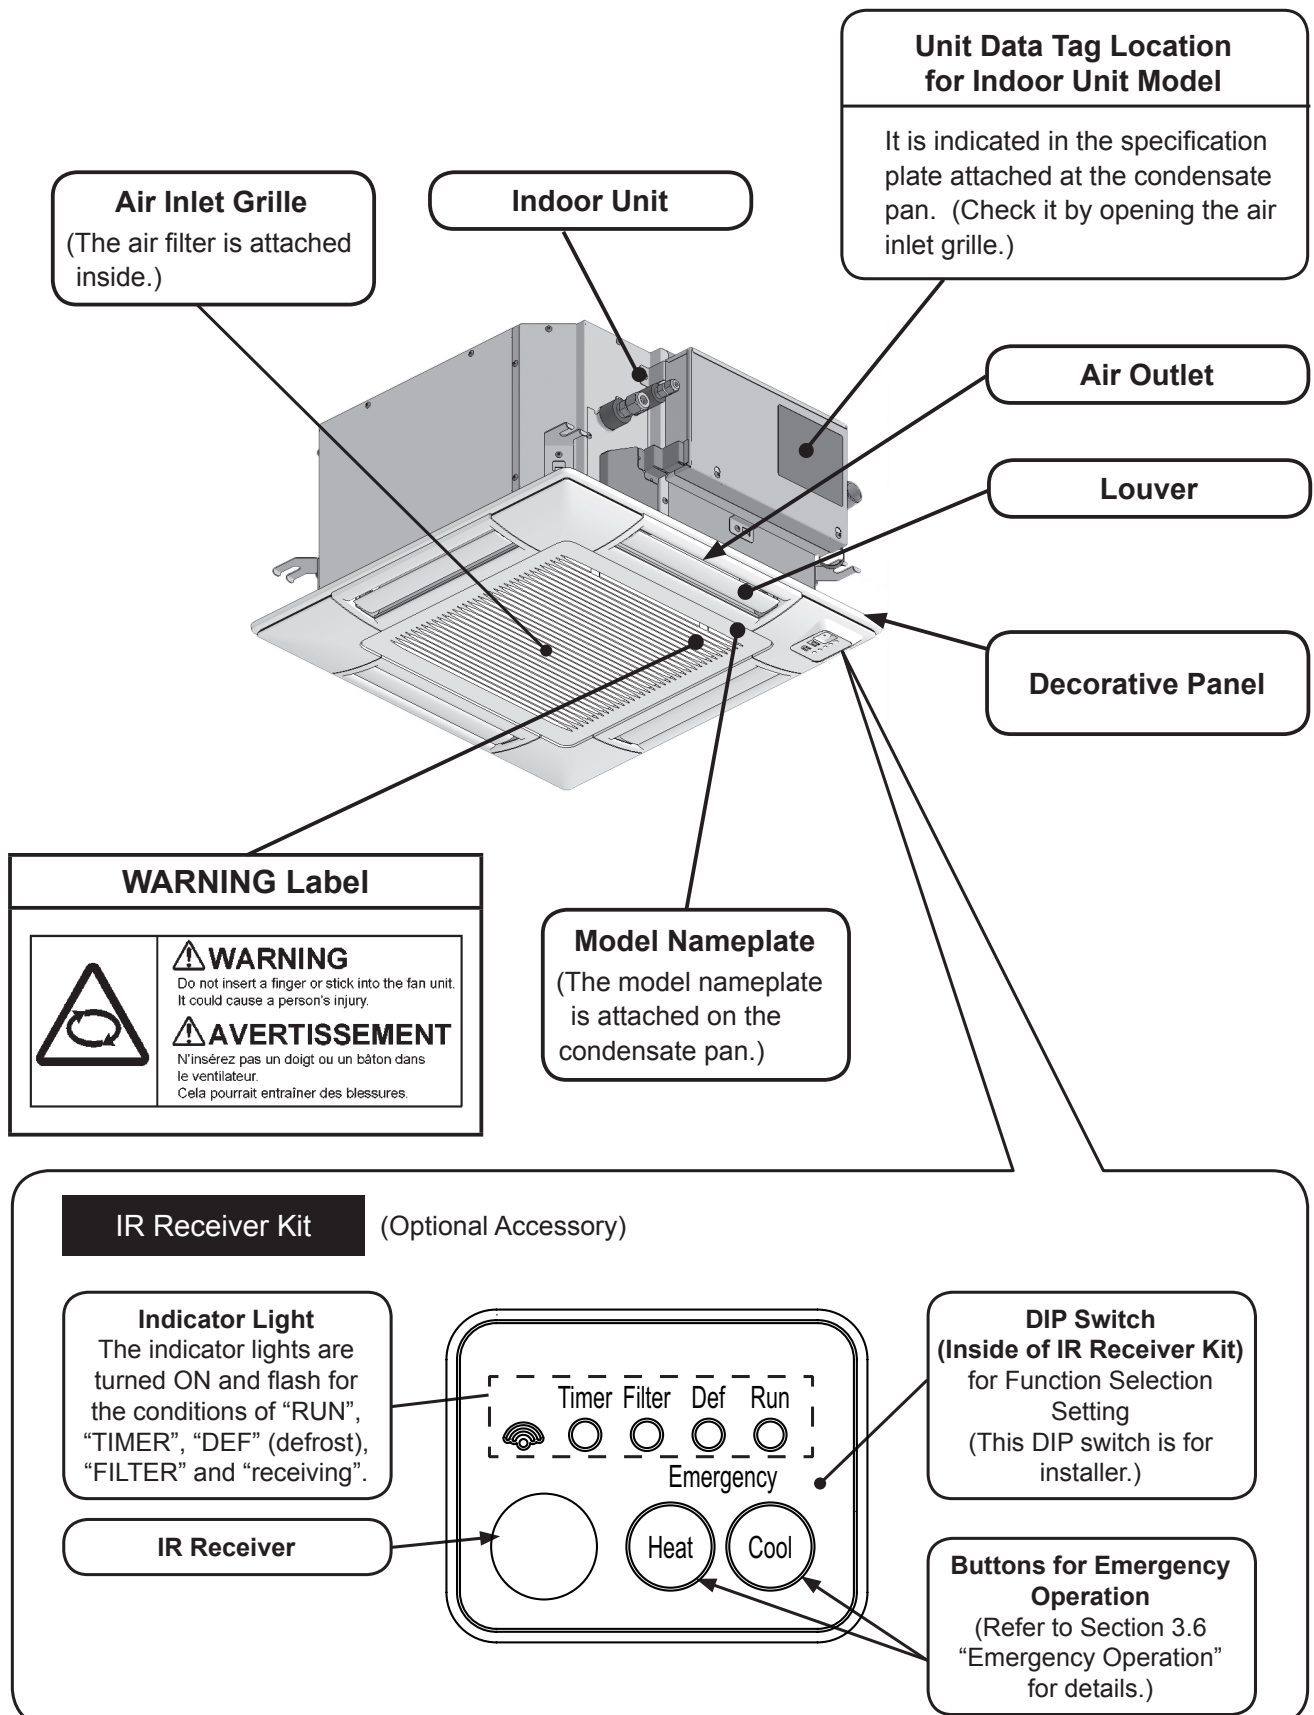 Unit Data Tag Location
for Indoor Unit Model
It is indicated in the specification
plate attached at the condensate
pan.  (Check it by opening the air
inlet grille.)
Air Inlet Grille
(The air filter is attached
inside.)
Indoor Unit
Air Outlet
Louver
Decorative Panel
WARNING Label
WARNING
Do not insert a finger or stick into the fan unit.
It could cause a person's injury.
AVERTISSEMENT
N'insérez pas un doigt ou un bâton dans
le ventilateur.
Cela pourrait entraîner des blessures.
Model Nameplate
(The model nameplate
is attached on the
condensate pan.)
IR Receiver Kit
(Optional Accessory)
Indicator Light
The indicator lights are
turned ON and flash for
the conditions of “RUN”,
“TIMER”, “DEF” (defrost),
“FILTER” and “receiving”.
IR Receiver
Timer Filter Def Run
Emergency
Heat
Cool
DIP Switch
(Inside of IR Receiver Kit)
for Function Selection
Setting
(This DIP switch is for
installer.)
Buttons for Emergency
Operation
(Refer to Section 3.6
“Emergency Operation”
for details.)